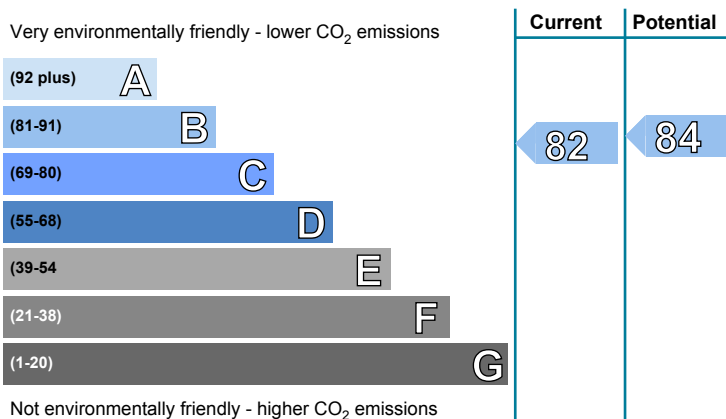 Very environmentally friendly - lower CO2 emissions
Current
Potential
(92 plus) A
(81-91) B
(69-80) C
(55-68) D
(39-54 E
(21-38) F
(1-20) G
82
84
Not environmentally friendly - higher CO2 emissions